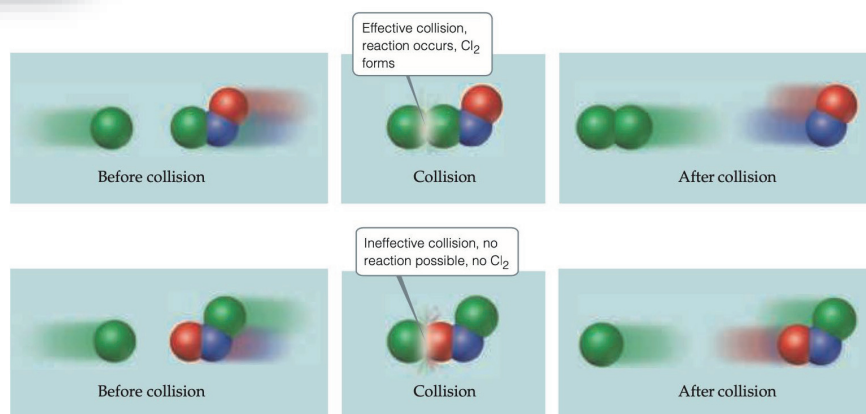 Effective collision,
reaction occurs, Cl₂
forms
Before collision
Collision
After collision
Ineffective collision, no
reaction possible, no Cl₂
Before collision
Collision
After collision